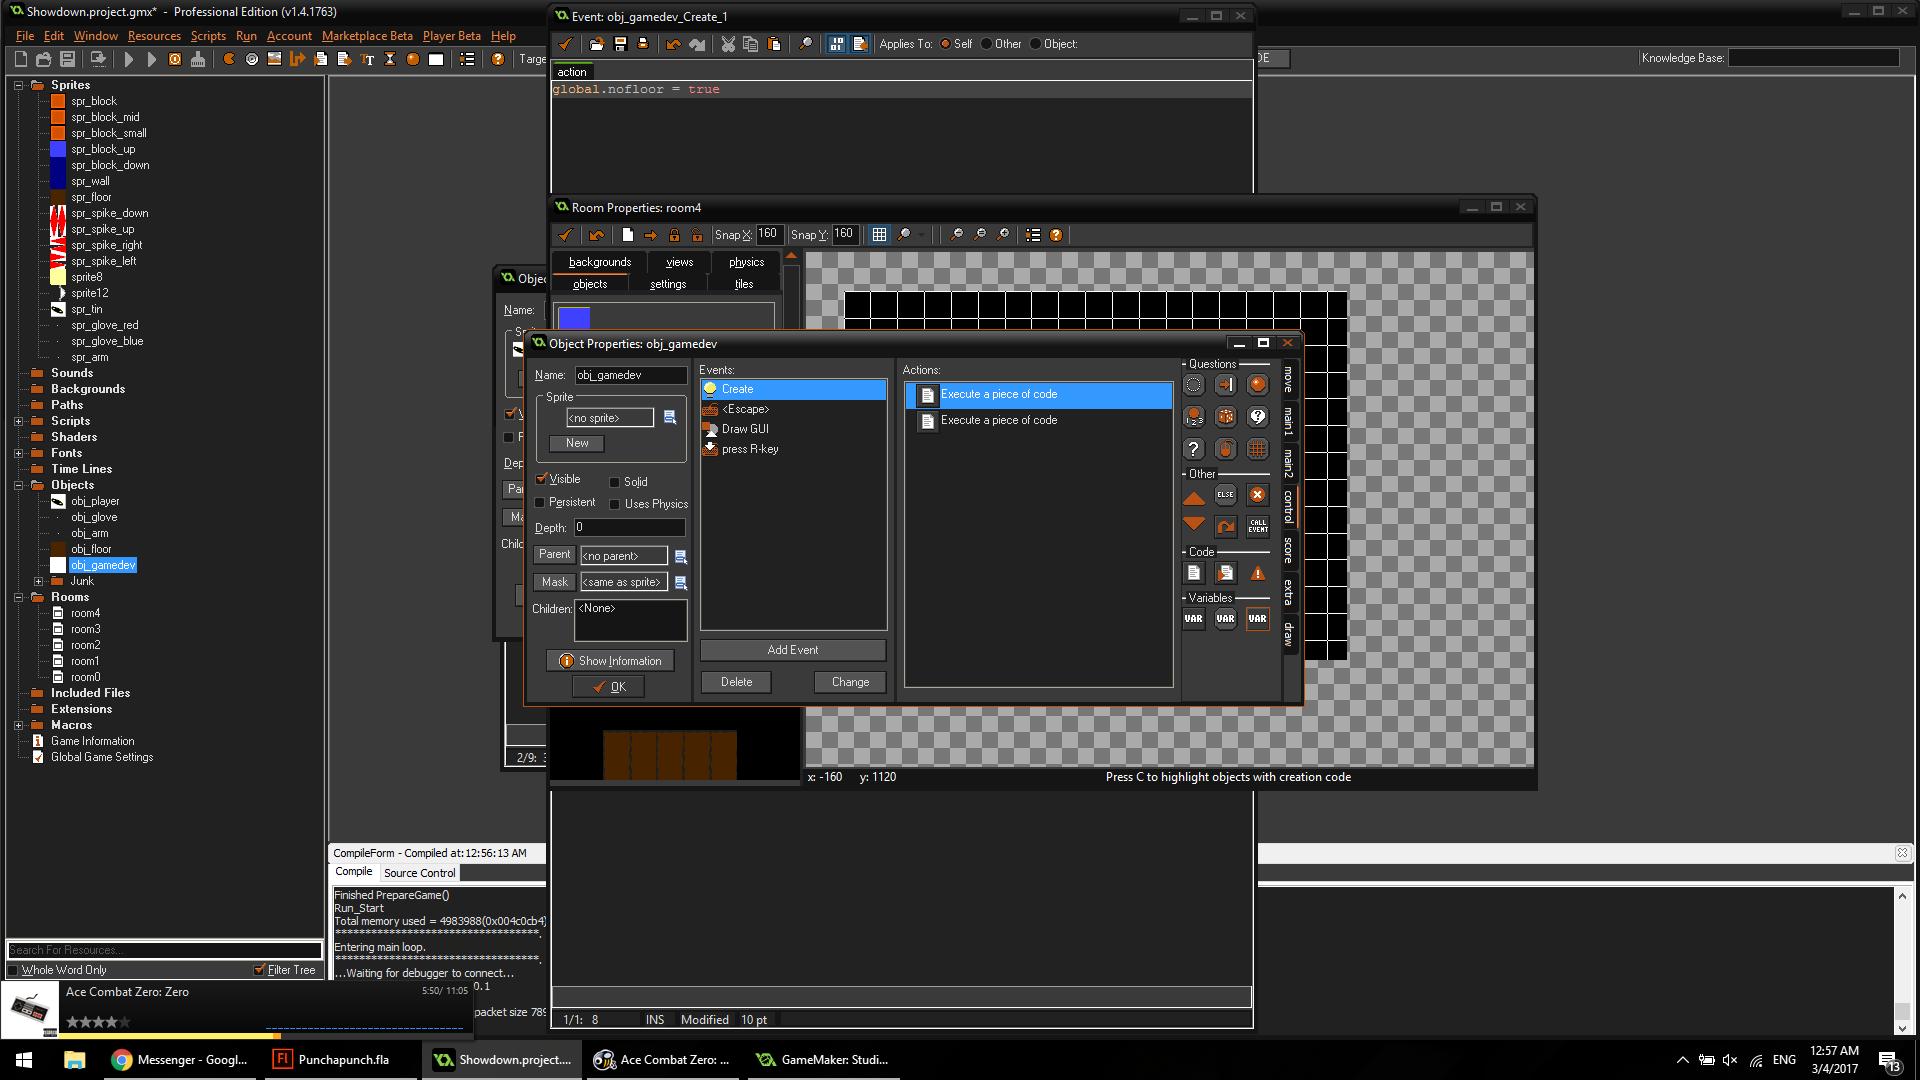 Showdown.project.gmx* - Professional Edition (v1.4.1763)
File Edit Window Resources Scripts Run Account Marketplace Beta Player Beta Help
Knowledge Base:
Sprites
spr_block
spr_block_mid
spr_block_small
spr_block_up
spr_block_down
spr_wall
spr_floor
spr_spike_down
spr_spike_up
spr_spike_right
spr_spike_left
sprite8
sprite12
spr_tin
spr_glove_red
spr_glove_blue
spr_arm
Sounds
Backgrounds
Paths
Scripts
Shaders
Fonts
Time Lines
Objects
obj_player
obj_glove
obj_arm
obj_floor
obj_gamedev
Junk
Rooms
room4
room3
room2
room1
room0
Included Files
Extensions
Macros
Game Information
Global Game Settings
Search For Resources...
Whole Word Only Filter Tree
Event: obj_gamedev_Create_1
Applies To: Self Other Object:
action
global.nofloor = true
Room Properties: room4
Snap X: 160 Snap Y: 160
backgrounds views physics
objects settings tiles
Name:
2/9:
x: -160 y: 1120 Press C to highlight objects with creation code
Object Properties: obj_gamedev
Name: obj_gamedev
Sprite
<no sprite>
New
Visible Solid
Persistent Uses Physics
Depth: 0
Parent <no parent>
Mask <same as sprite>
Children: <None>
Show Information
OK
Events:
Create
<Escape>
Draw GUI
press R-key
Add Event
Delete Change
Actions:
Execute a piece of code
Execute a piece of code
Questions
Other
ELSE
CALL EVENT
Code
Variables
VAR VAR VAR
move
main1
main2
control
score
extra
draw
CompileForm - Compiled at:12:56:13 AM
Compile Source Control
Finished PrepareGame()
Run_Start
Total memory used = 4983988(0x004c0cb4)
***********************************.
Entering main loop.
***********************************.
...Waiting for debugger to connect...
0.1
packet size 789
1/1: 8 INS Modified 10 pt
Ace Combat Zero: Zero 5:50/ 11:05
Messenger - Googl...
Punchapunch.fla
Showdown.project....
Ace Combat Zero: ...
GameMaker: Studi...
ENG
12:57 AM
3/4/2017
13